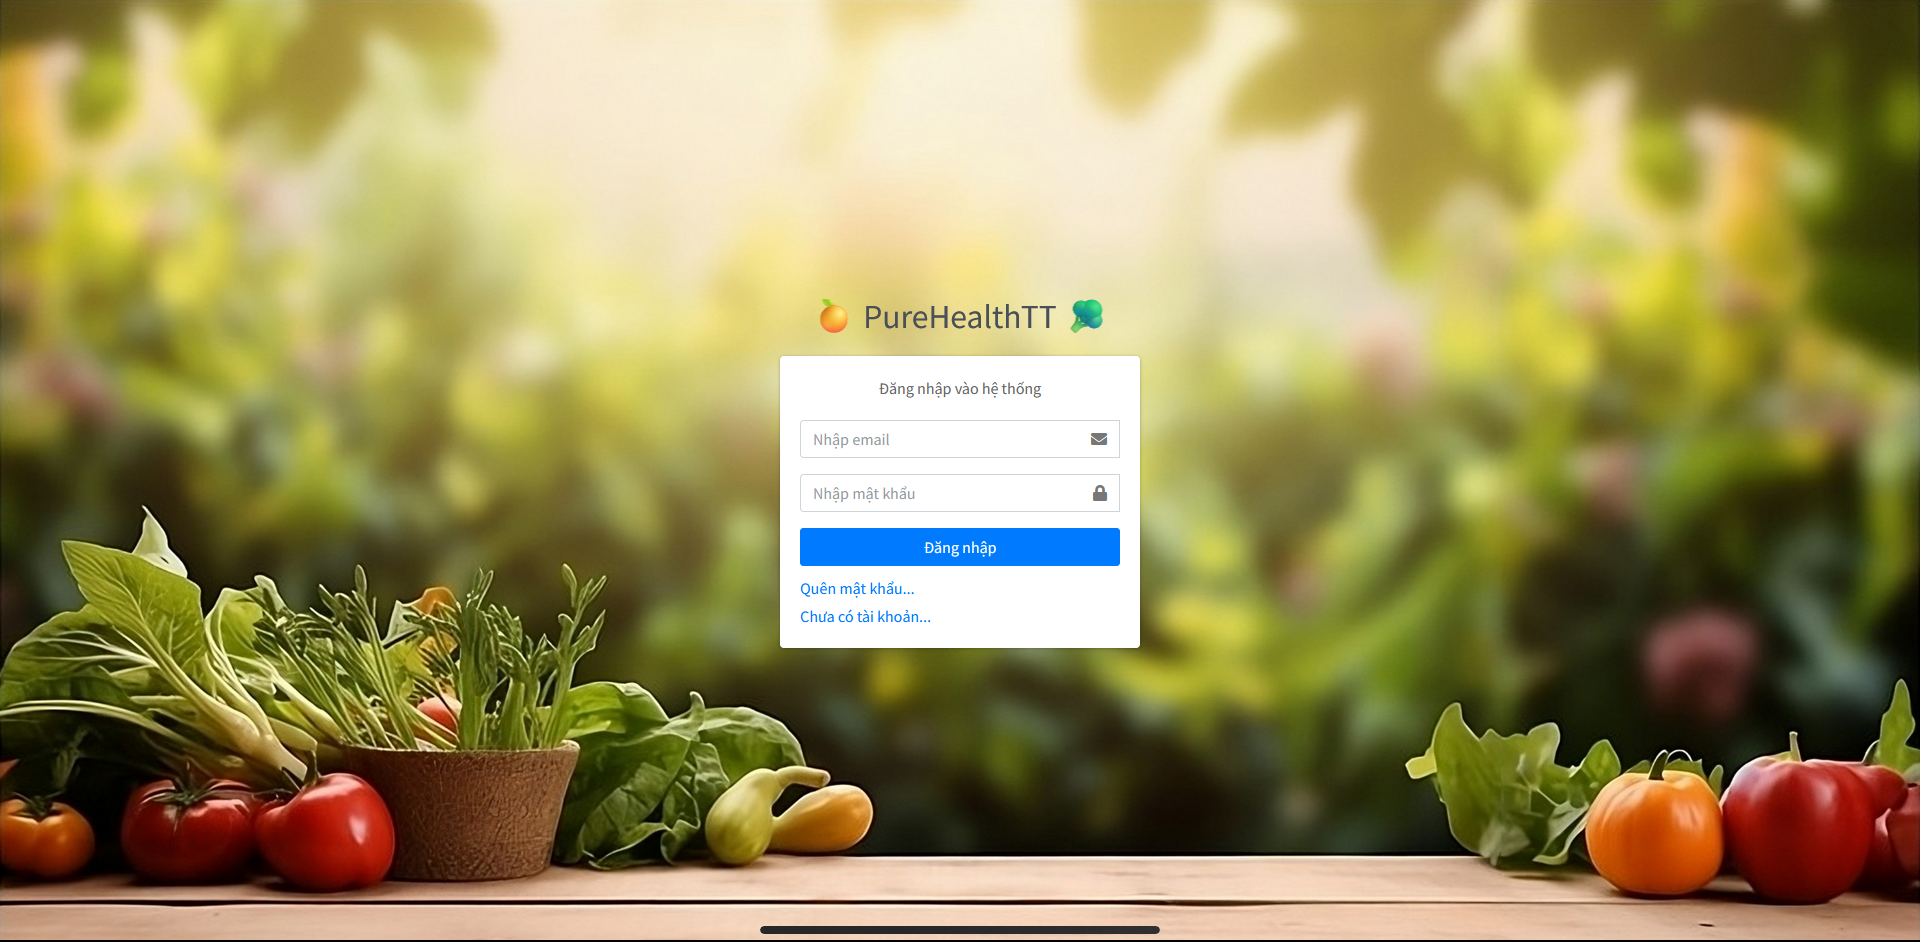 PureHealthTT
Đăng nhập vào hệ thống
Nhập email
Nhập mật khẩu
Đăng nhập
Quên mật khẩu...
Chưa có tài khoản...